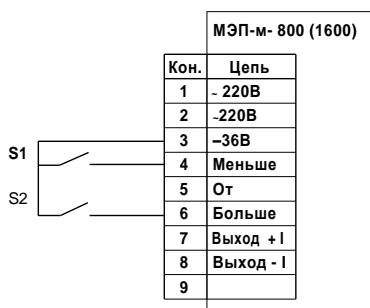 МЭП-м- 800 (1600)
Кон. Цепь
1 ~ 220В
2 ~220В
3 –36В
S1
4 Меньше
5 От
S2
6 Больше
7 Выход + I
8 Выход - I
9